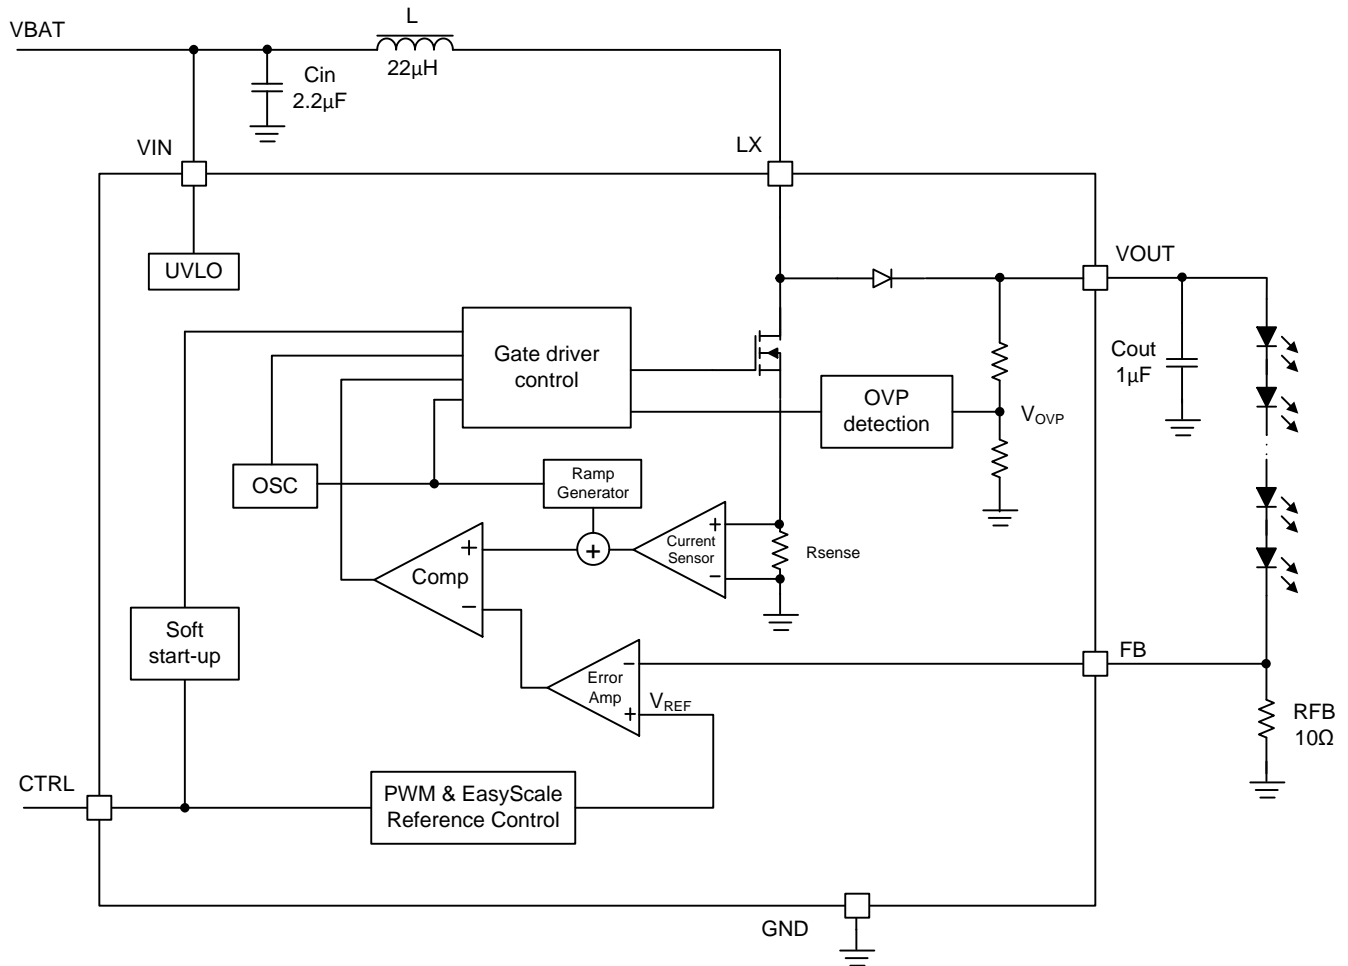 VBAT
L
22µH
Cin
2.2µF
VIN
LX
UVLO
VOUT
Gate driver
control
Cout
1µF
OVP
detection
VOVP
OSC
Ramp
Generator
+
Current
Sensor
+
−
Rsense
Comp
+
−
Soft
start-up
Error
Amp
−
+
VREF
FB
RFB
10Ω
CTRL
PWM & EasyScale
Reference Control
GND